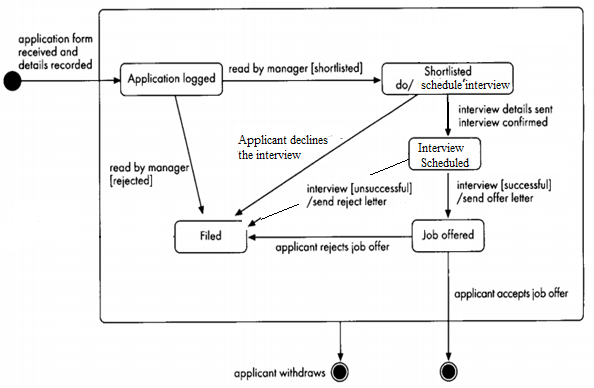 application form
received and
details recorded
Application logged
read by manager [shortlisted]
Shortlisted
do/ schedule interview
interview details sent
interview confirmed
Applicant declines
the interview
Interview
Scheduled
read by manager
[rejected]
interview [unsuccessful]
/send reject letter
interview [successful]
/send offer letter
Filed
applicant rejects job offer
Job offered
applicant accepts job offer
applicant withdraws